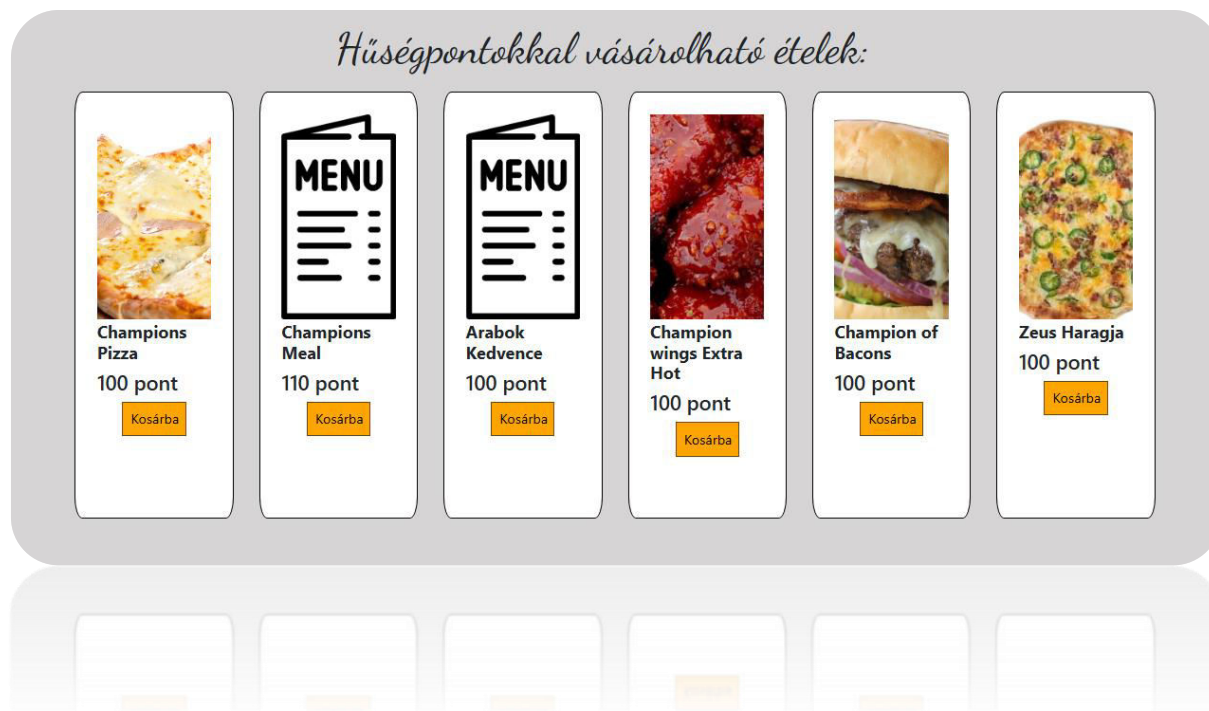 Hűségpontokkal vásárolható ételek:
MENU
MENU
Champions
Pizza
100 pont
Kosárba
Champions
Meal
110 pont
Kosárba
Arabok
Kedvence
100 pont
Kosárba
Champion
wings Extra
Hot
100 pont
Kosárba
Champion of
Bacons
100 pont
Kosárba
Zeus Haragja
100 pont
Kosárba